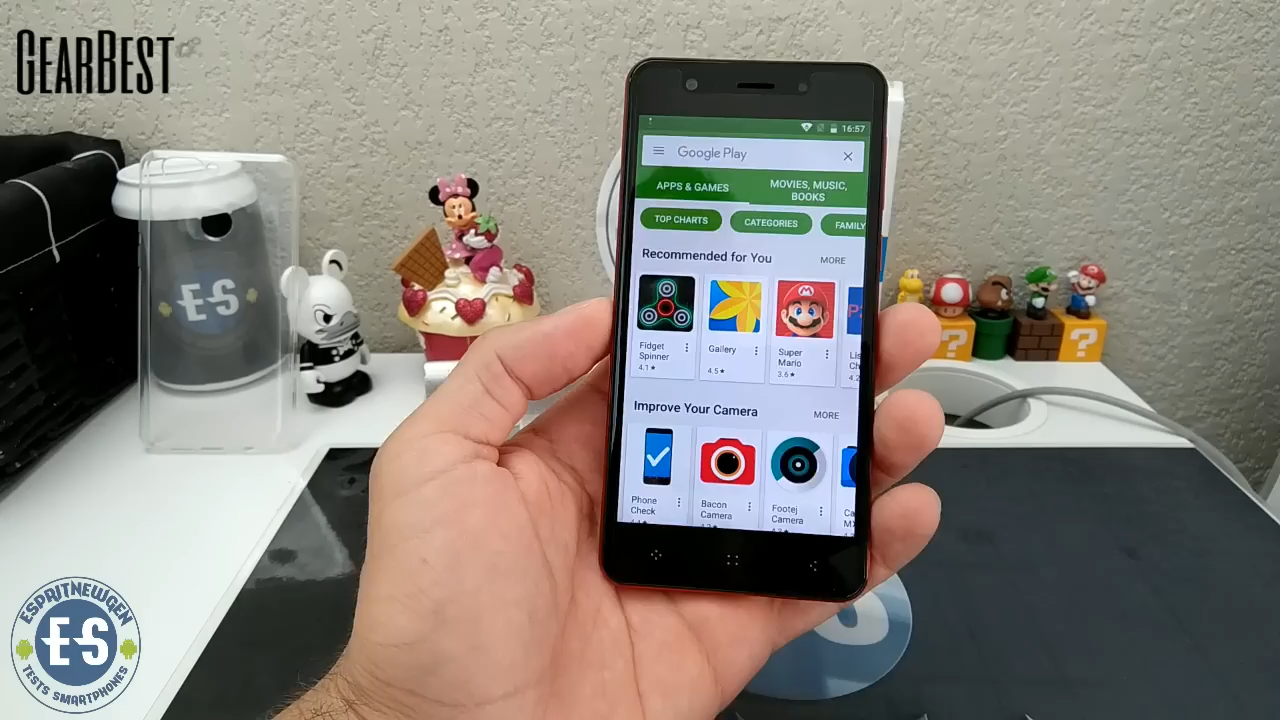 GEARBEST
16:57
Google Play
APPS & GAMES
MOVIES, MUSIC,
BOOKS
TOP CHARTS
CATEGORIES
FAMILY
Recommended for You
MORE
Fidget
Spinner
4.1★
Gallery
4.5★
Super
Mario
3.6★
Improve Your Camera
MORE
Phone
Check
Bacon
Camera
Footej
Camera
ES
?
?
ESPRITNEWGEN
ES
TESTS SMARTPHONES